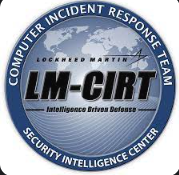 COMPUTER INCIDENT RESPONSE TEAM
LOCKHEED MARTIN
LM-CIRT
Intelligence Driven Defense
SECURITY INTELLIGENCE CENTER